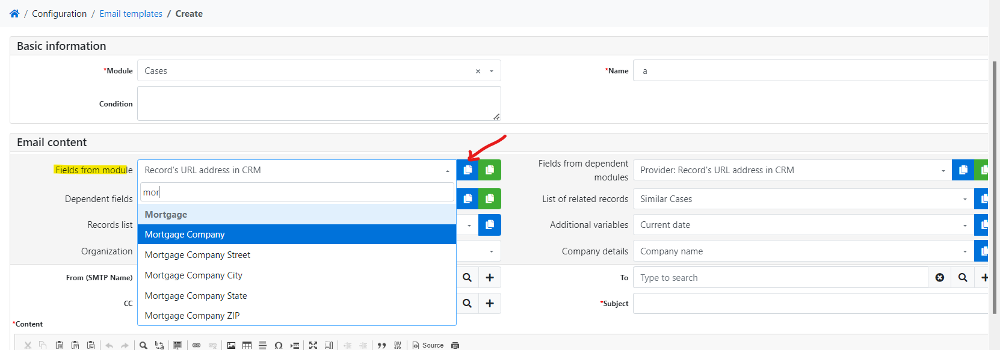 / Configuration / Email templates / Create
Basic information
*Module Cases × *Name a
Condition
Email content
Fields from module Record's URL address in CRM Fields from dependent modules Provider: Record's URL address in CRM
mor
Dependent fields List of related records Similar Cases
Mortgage
Records list Additional variables Current date
Mortgage Company
Organization Company details Company name
Mortgage Company Street
Mortgage Company City
From (SMTP Name) To Type to search
Mortgage Company State
CC *Subject
Mortgage Company ZIP
*Content
Source